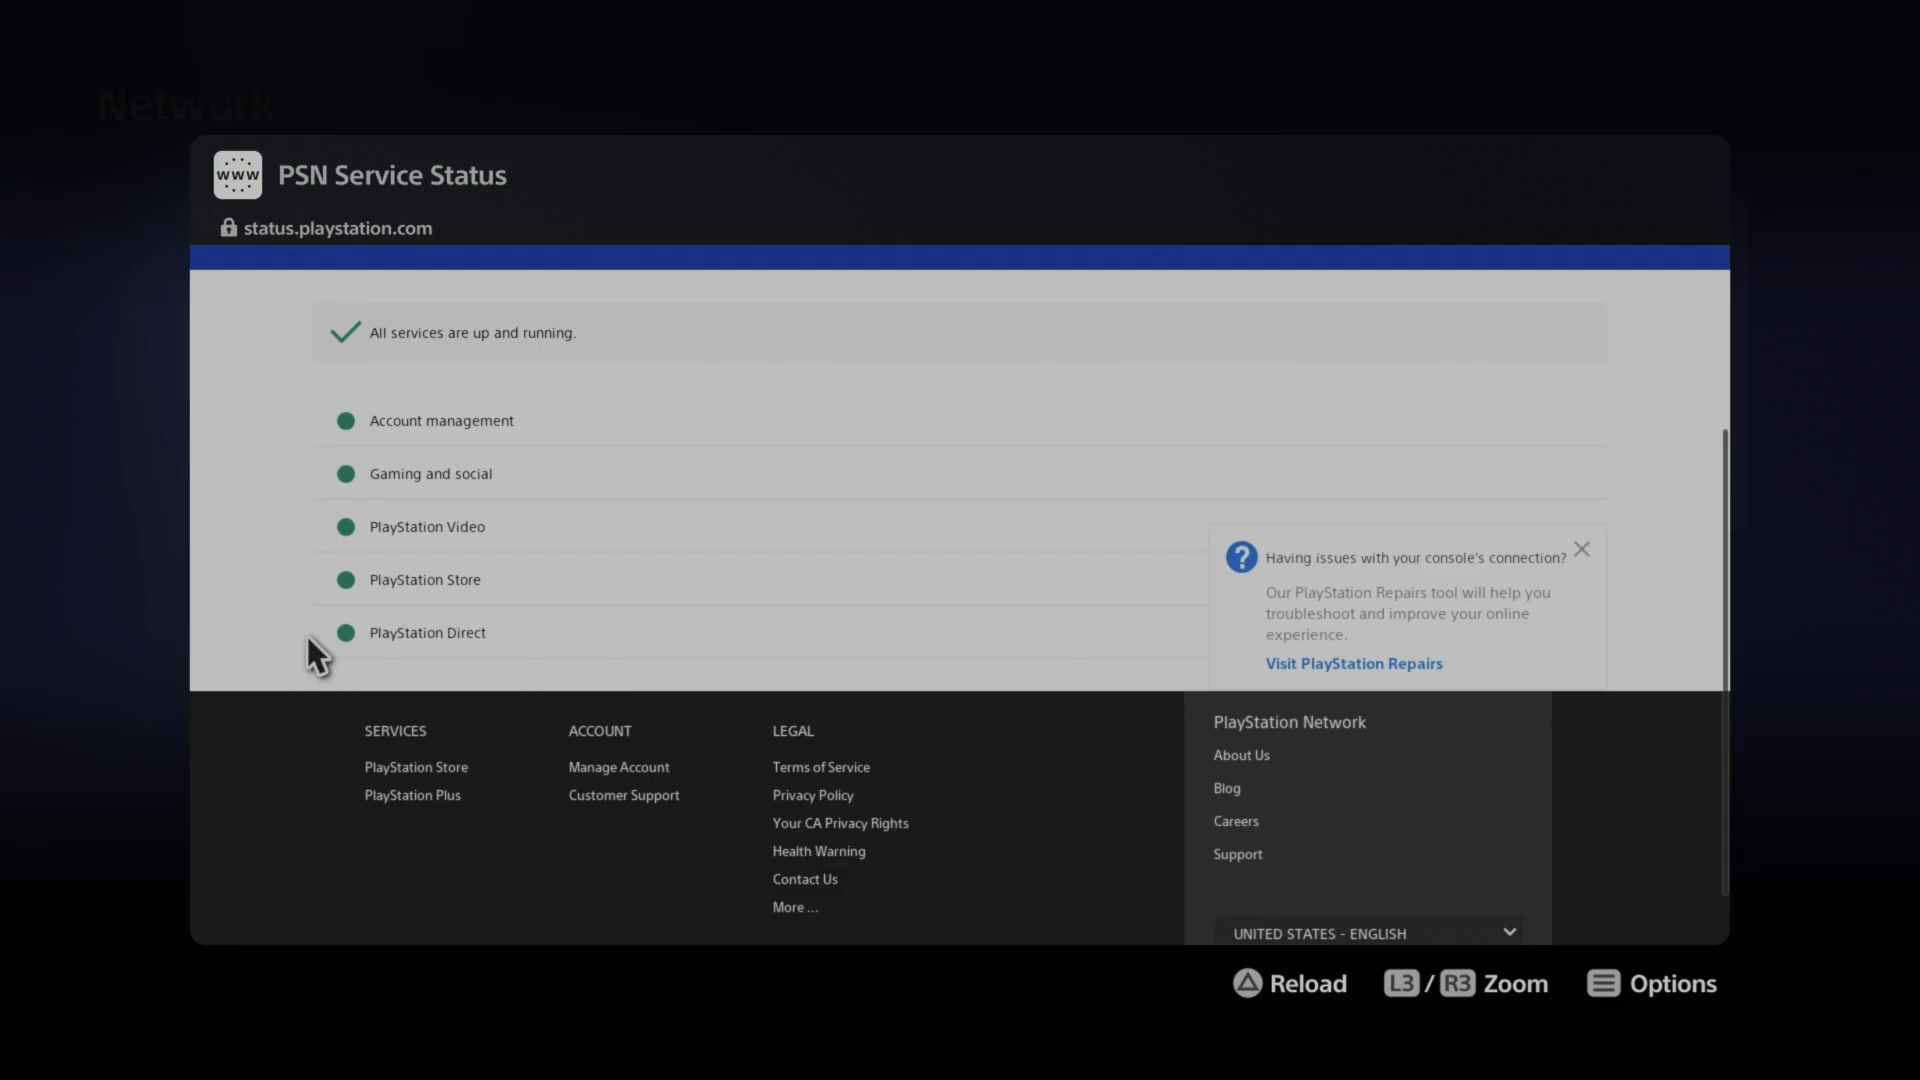 Network
www
PSN Service Status
status.playstation.com
All services are up and running.
Account management
Gaming and social
PlayStation Video
PlayStation Store
PlayStation Direct
?
Having issues with your console's connection?
Our PlayStation Repairs tool will help you
troubleshoot and improve your online
experience.
Visit PlayStation Repairs
SERVICES
PlayStation Store
PlayStation Plus
ACCOUNT
Manage Account
Customer Support
LEGAL
Terms of Service
Privacy Policy
Your CA Privacy Rights
Health Warning
Contact Us
More ...
PlayStation Network
About Us
Blog
Careers
Support
UNITED STATES - ENGLISH
Reload
L3 / R3 Zoom
Options